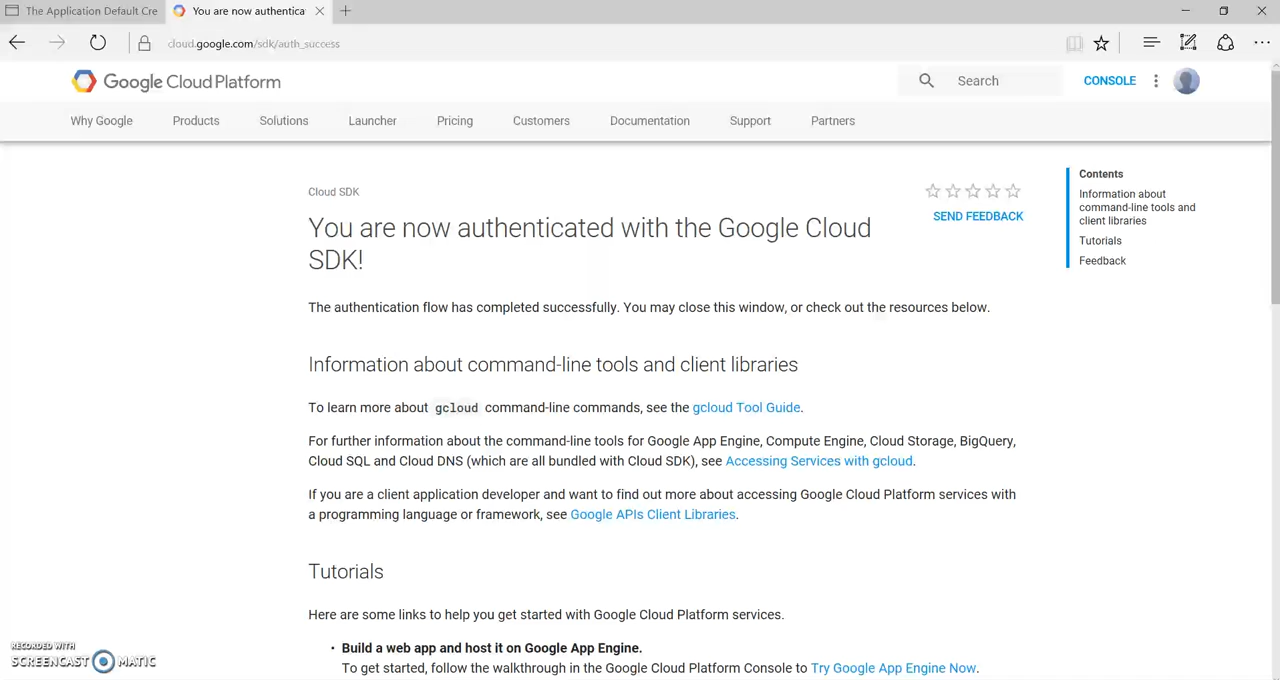 The Application Default Cre
You are now authentica
cloud.google.com/sdk/auth_success
Google Cloud Platform
Search
CONSOLE
Why Google
Products
Solutions
Launcher
Pricing
Customers
Documentation
Support
Partners
Cloud SDK
You are now authenticated with the Google Cloud
SDK!
SEND FEEDBACK
Contents
Information about
command-line tools and
client libraries
Tutorials
Feedback
The authentication flow has completed successfully. You may close this window, or check out the resources below.
Information about command-line tools and client libraries
To learn more about gcloud command-line commands, see the gcloud Tool Guide.
For further information about the command-line tools for Google App Engine, Compute Engine, Cloud Storage, BigQuery,
Cloud SQL and Cloud DNS (which are all bundled with Cloud SDK), see Accessing Services with gcloud.
If you are a client application developer and want to find out more about accessing Google Cloud Platform services with
a programming language or framework, see Google APIs Client Libraries.
Tutorials
Here are some links to help you get started with Google Cloud Platform services.
• Build a web app and host it on Google App Engine.
To get started, follow the walkthrough in the Google Cloud Platform Console to Try Google App Engine Now.
RECORDED WITH
SCREENCAST MATIC